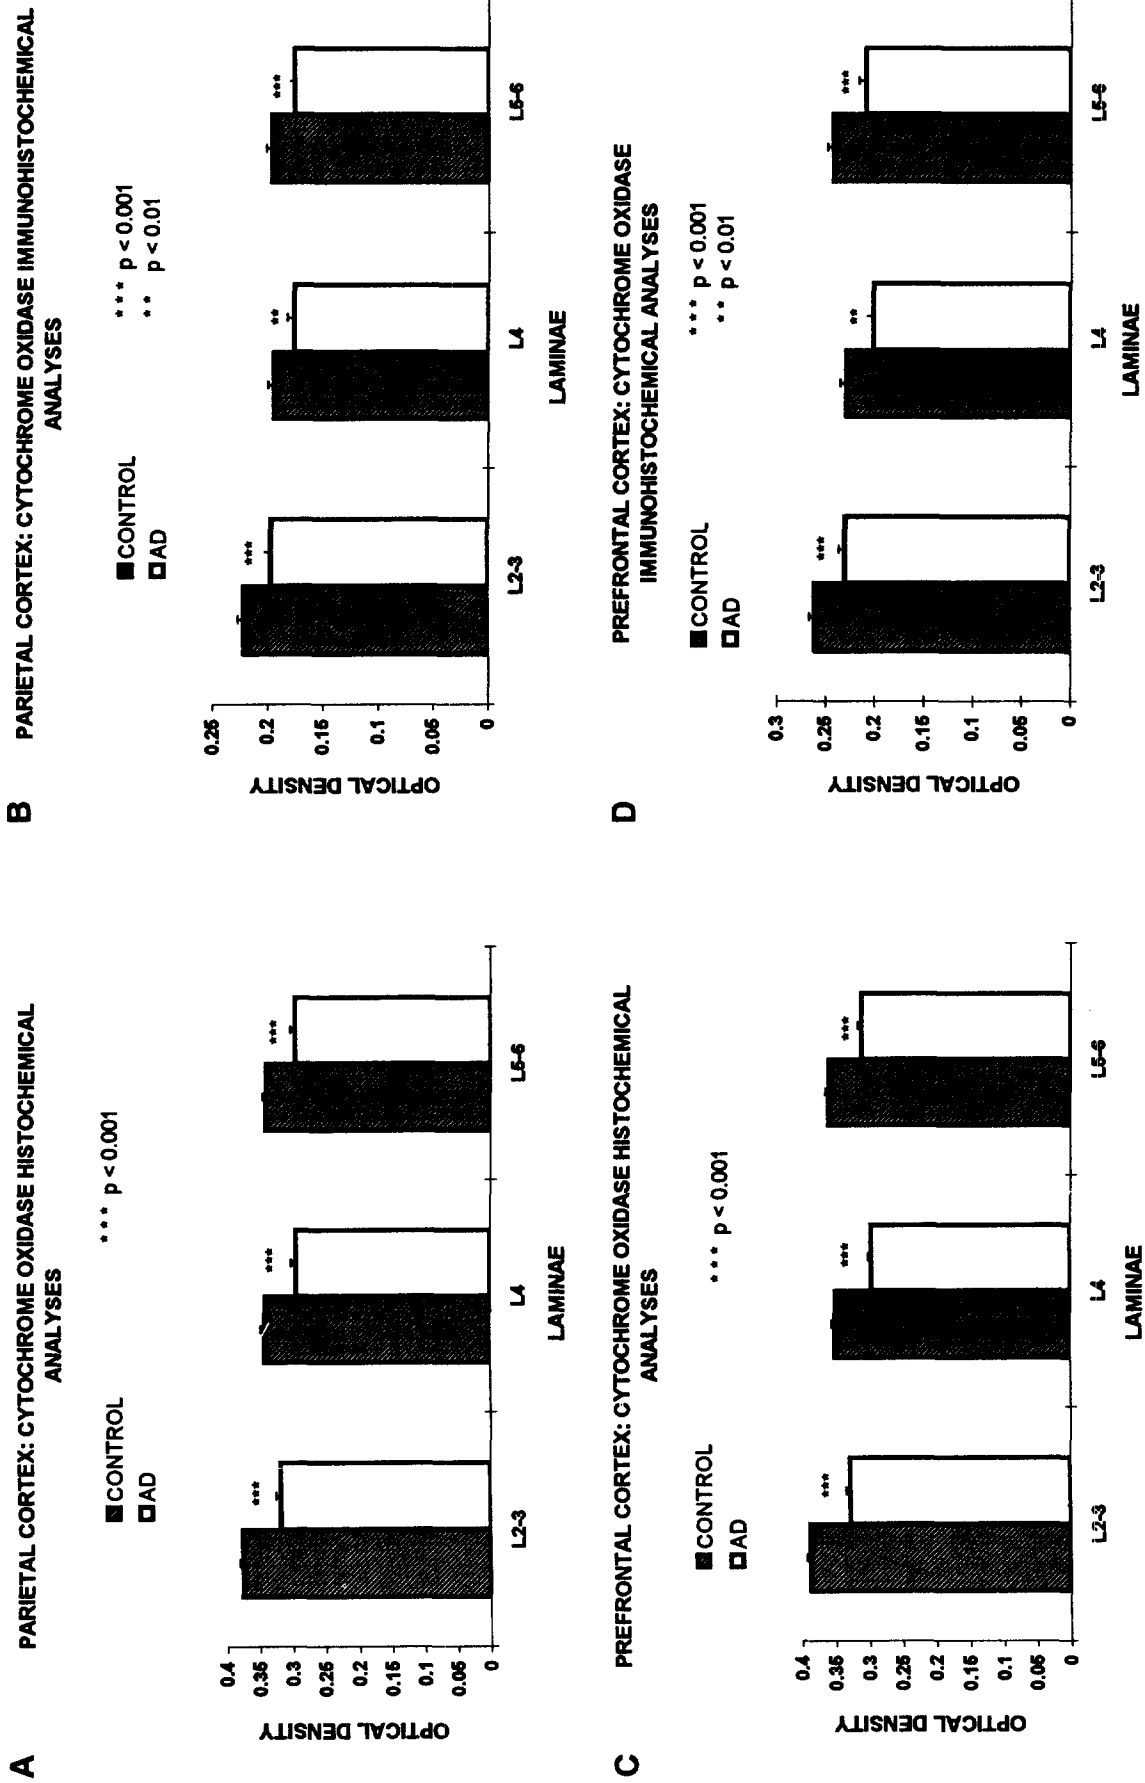 A
PARIETAL CORTEX: CYTOCHROME OXIDASE HISTOCHEMICAL
ANALYSES
CONTROL
AD
*** p < 0.001
OPTICAL DENSITY
0.4
0.35
0.3
0.25
0.2
0.15
0.1
0.05
0
***
***
***
L2-3
L4
L5-6
LAMINAE
B
PARIETAL CORTEX: CYTOCHROME OXIDASE IMMUNOHISTOCHEMICAL
ANALYSES
CONTROL
AD
*** p < 0.001
** p < 0.01
OPTICAL DENSITY
0.25
0.2
0.15
0.1
0.05
0
***
**
***
L2-3
L4
L5-6
LAMINAE
C
PREFRONTAL CORTEX: CYTOCHROME OXIDASE HISTOCHEMICAL
ANALYSES
CONTROL
AD
*** p < 0.001
OPTICAL DENSITY
0.4
0.35
0.3
0.25
0.2
0.15
0.1
0.05
0
***
***
***
L2-3
L4
L5-6
LAMINAE
D
PREFRONTAL CORTEX: CYTOCHROME OXIDASE
IMMUNOHISTOCHEMICAL ANALYSES
CONTROL
AD
*** p < 0.001
** p < 0.01
OPTICAL DENSITY
0.3
0.25
0.2
0.15
0.1
0.05
0
***
**
***
L2-3
L4
L5-6
LAMINAE